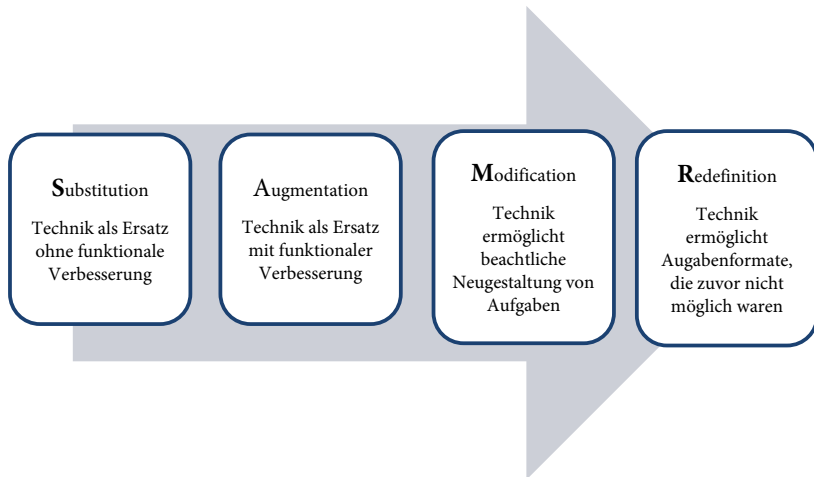 Substitution
Technik als Ersatz
ohne funktionale
Verbesserung
Augmentation
Technik als Ersatz
mit funktionaler
Verbesserung
Modification
Technik
ermöglicht
beachtliche
Neugestaltung von
Aufgaben
Redefinition
Technik
ermöglicht
Augabenformate,
die zuvor nicht
möglich waren